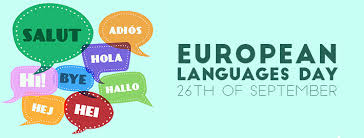 SALUT
ADIÓS
HOLA
Hi!
BYE
HALLO
HEJ
HEI
EUROPEAN
LANGUAGES DAY
26TH OF SEPTEMBER